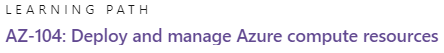 LEARNING PATH
AZ-104: Deploy and manage Azure compute resources